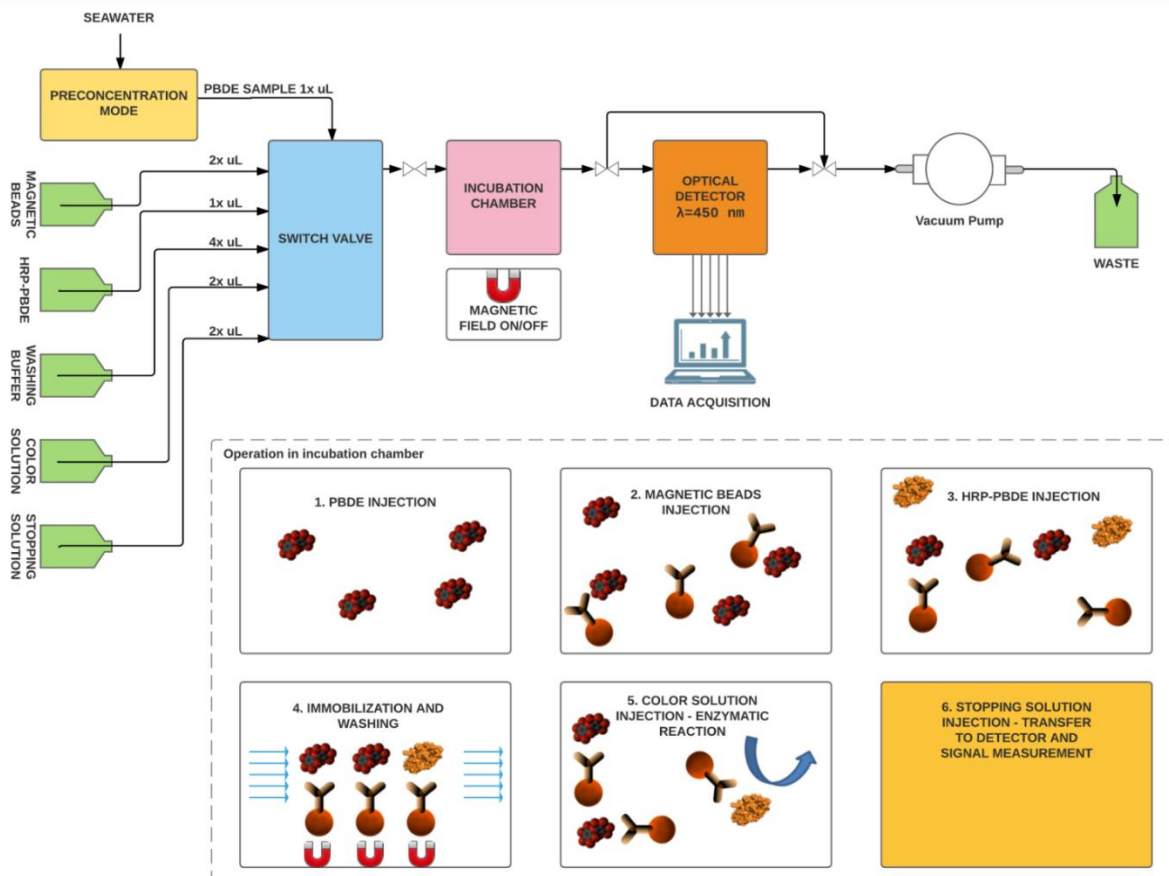 SEAWATER
PRECONCENTRATION
MODE
PBDE SAMPLE 1x uL
MAGNETIC
BEADS
2x uL
HRP-PBDE
1x uL
WASHING
BUFFER
4x uL
COLOR
SOLUTION
2x uL
STOPPING
SOLUTION
2x uL
SWITCH VALVE
INCUBATION
CHAMBER
MAGNETIC
FIELD ON/OFF
OPTICAL
DETECTOR
λ=450 nm
DATA ACQUISITION
Vacuum Pump
WASTE
Operation in incubation chamber
1. PBDE INJECTION
2. MAGNETIC BEADS
INJECTION
3. HRP-PBDE INJECTION
4. IMMOBILIZATION AND
WASHING
5. COLOR SOLUTION
INJECTION - ENZYMATIC
REACTION
6. STOPPING SOLUTION
INJECTION - TRANSFER
TO DETECTOR AND
SIGNAL MEASUREMENT